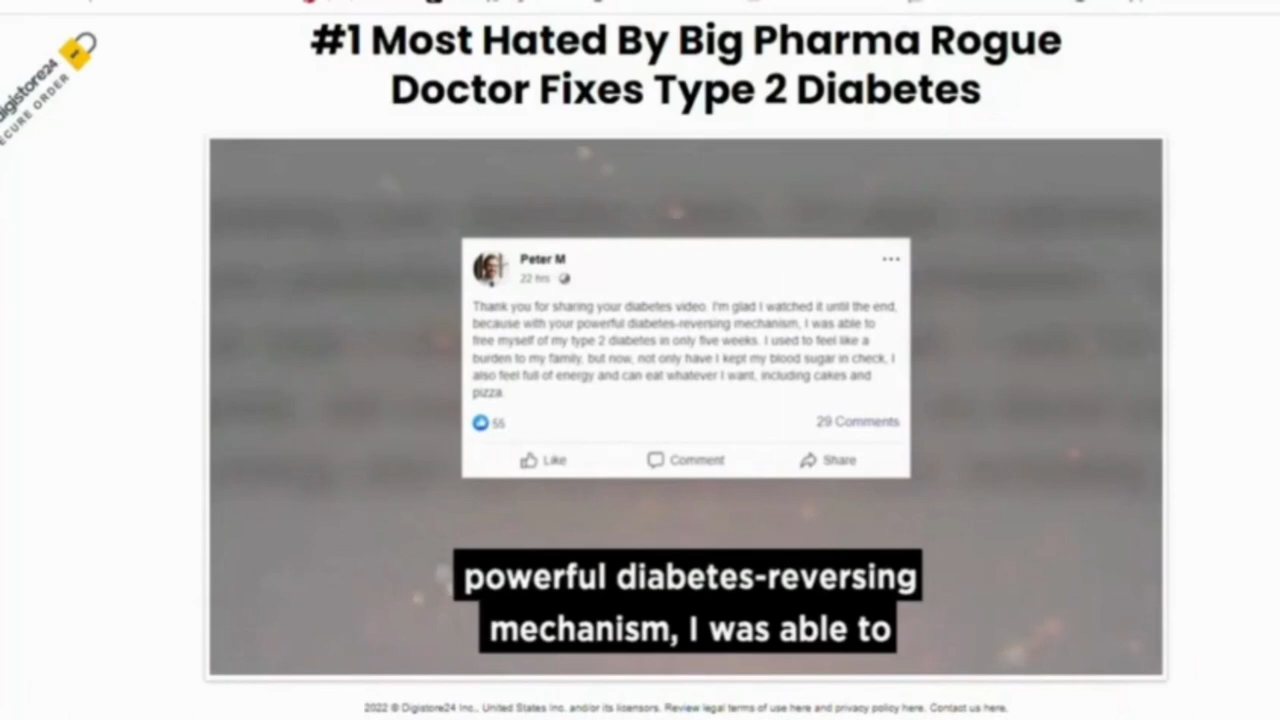 #1 Most Hated By Big Pharma Rogue
Doctor Fixes Type 2 Diabetes
digistore24
SECURE ORDER
Peter M
22 hrs
Thank you for sharing your diabetes video. I'm glad I watched it until the end,
because with your powerful diabetes-reversing mechanism, I was able to
free myself of my type 2 diabetes in only five weeks. I used to feel like a
burden to my family, but now, not only have I kept my blood sugar in check, I
also feel full of energy and can eat whatever I want, including cakes and
pizza.
55
29 Comments
Like Comment Share
powerful diabetes-reversing
mechanism, I was able to
2022 © Digistore24 Inc., United States Inc. and/or its licensors. Review legal terms of use here and privacy policy here. Contact us here.